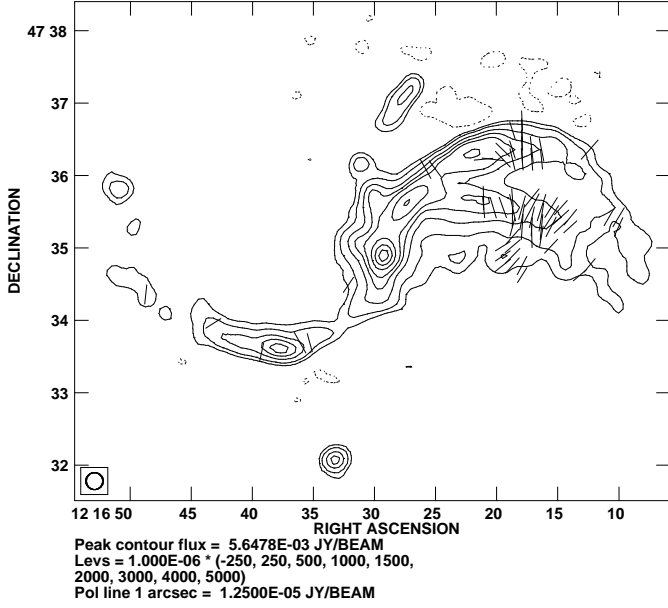 47 38
37
36
35
34
33
32
DECLINATION
12 16 50 45 40 35 30 25 20 15 10
RIGHT ASCENSION
Peak contour flux = 5.6478E-03 JY/BEAM
Levs = 1.000E-06 * (-250, 250, 500, 1000, 1500,
2000, 3000, 4000, 5000)
Pol line 1 arcsec = 1.2500E-05 JY/BEAM